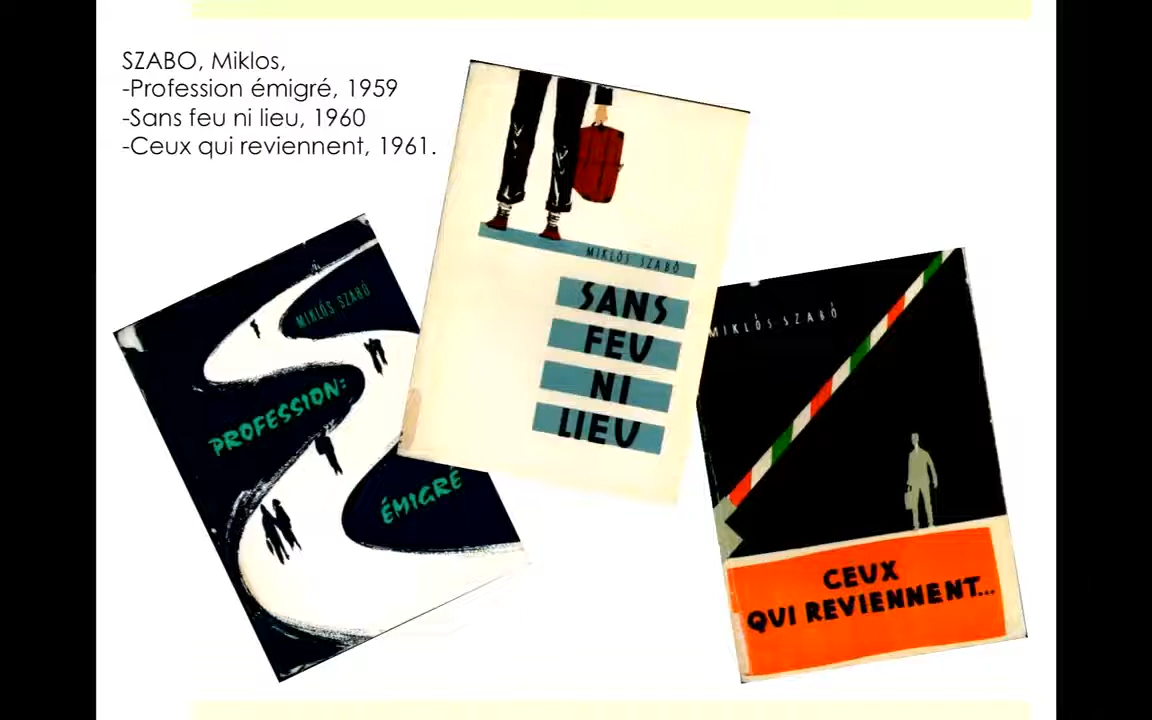 SZABO, Miklos,
-Profession émigré, 1959
-Sans feu ni lieu, 1960
-Ceux qui reviennent, 1961.
MIKLÓS SZABÓ
PROFESSION:
ÉMIGRÉ
MIKLÓS SZABÓ
SANS
FEU
NI
LIEU
MIKLÓS SZABÓ
CEUX
QUI REVIENNENT...